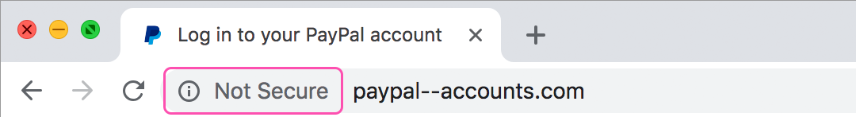 Log in to your PayPal account
Not Secure paypal--accounts.com